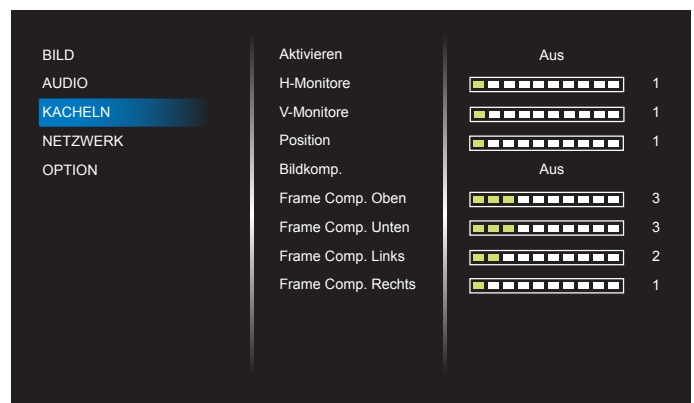 BILD
AUDIO
KACHELN
NETZWERK
OPTION
Aktivieren Aus
H-Monitore 1
V-Monitore 1
Position 1
Bildkomp. Aus
Frame Comp. Oben 3
Frame Comp. Unten 3
Frame Comp. Links 2
Frame Comp. Rechts 1